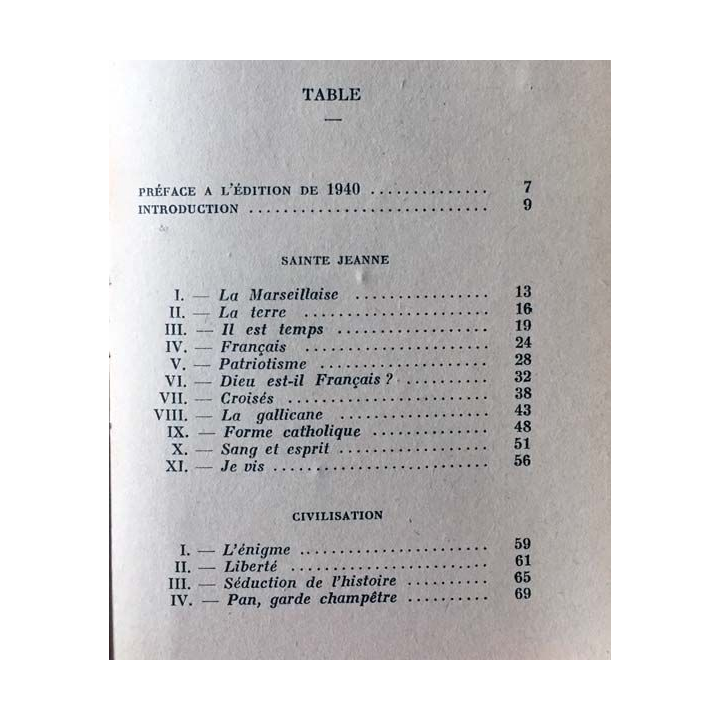 TABLE
PRÉFACE A L'ÉDITION DE 1940 .............. 7
INTRODUCTION ............................ 9
SAINTE JEANNE
I. — La Marseillaise ................ 13
II. — La terre ...................... 16
III. — Il est temps .................. 19
IV. — Français ..................... 24
V. — Patriotisme ................... 28
VI. — Dieu est-il Français ? .......... 32
VII. — Croisés ....................... 38
VIII. — La gallicane ................. 43
IX. — Forme catholique ............. 48
X. — Sang et esprit ................. 51
XI. — Je vis ......................... 56
CIVILISATION
I. — L'énigme ...................... 59
II. — Liberté ....................... 61
III. — Séduction de l'histoire .......... 65
IV. — Pan, garde champêtre .......... 69